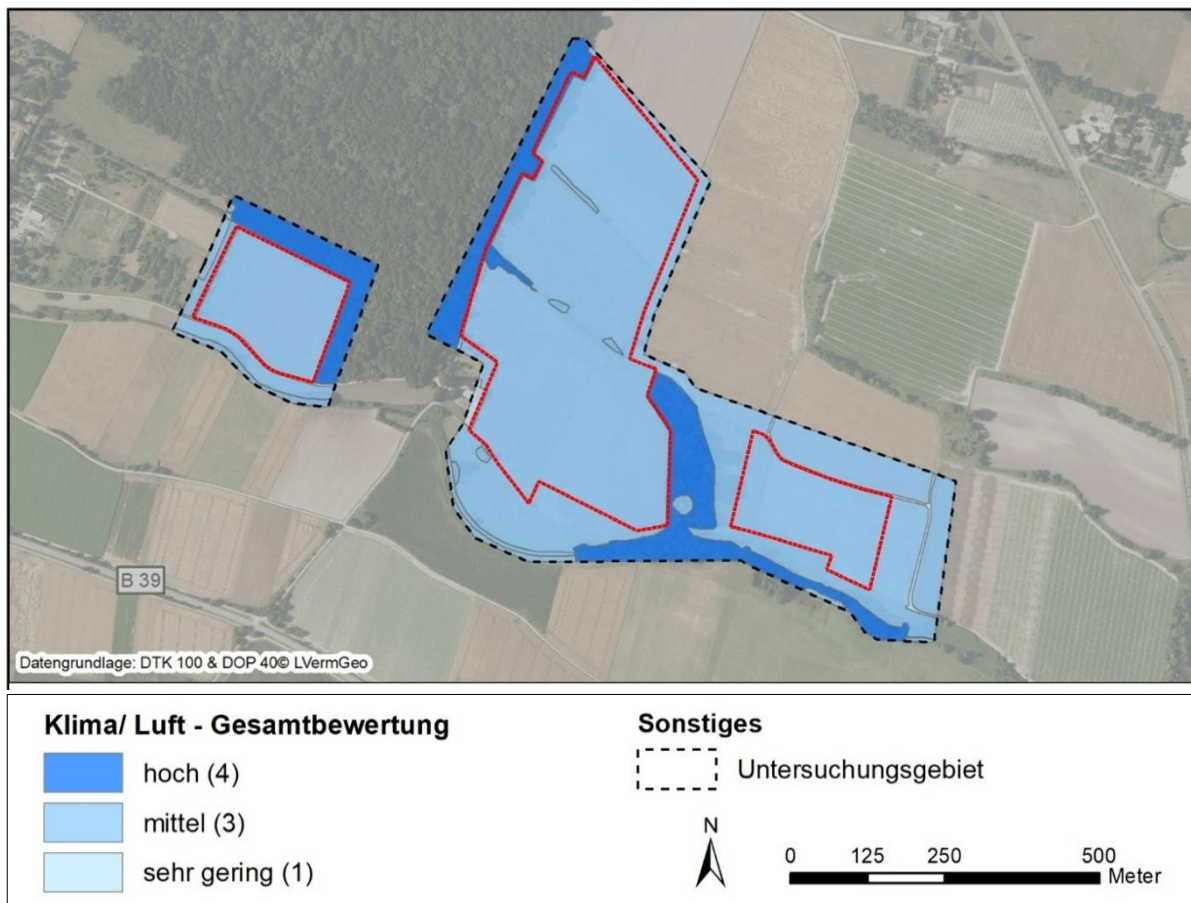 B 39
Datengrundlage: DTK 100 & DOP 40© LVermGeo
Klima/ Luft - Gesamtbewertung
hoch (4)
mittel (3)
sehr gering (1)
Sonstiges
Untersuchungsgebiet
N
0 125 250 500
Meter